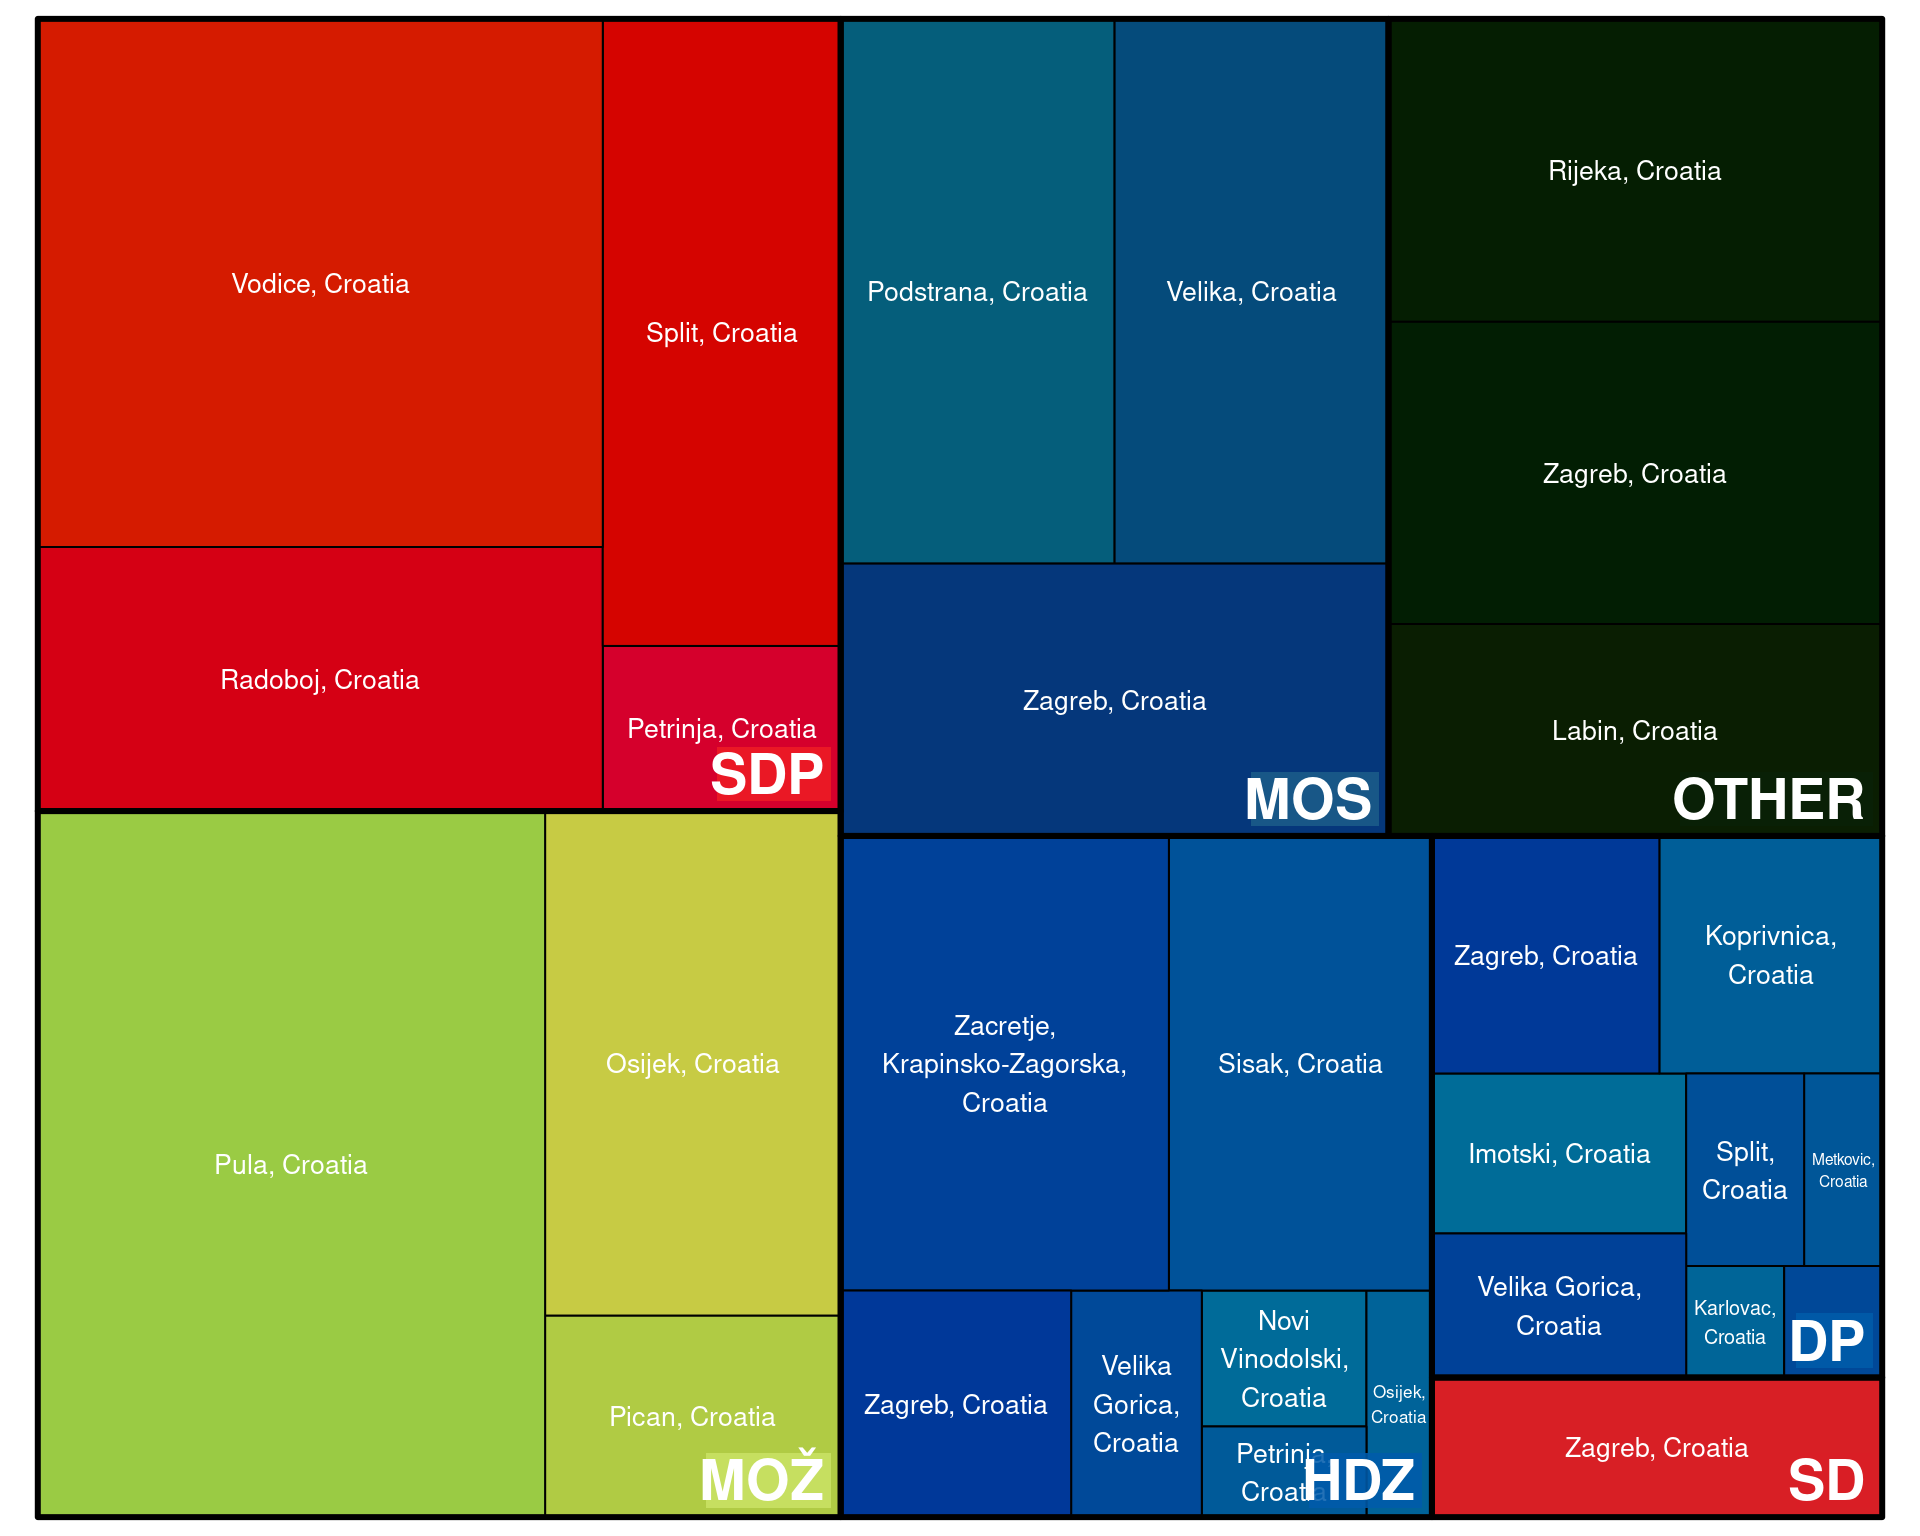 Vodice, Croatia
Split, Croatia
Radoboj, Croatia
Petrinja, Croatia
SDP
Podstrana, Croatia
Velika, Croatia
Zagreb, Croatia
MOS
Rijeka, Croatia
Zagreb, Croatia
Labin, Croatia
OTHER
Pula, Croatia
Osijek, Croatia
Pican, Croatia
MOŽ
Zacretje,
Krapinsko-Zagorska,
Croatia
Sisak, Croatia
Zagreb, Croatia
Velika
Gorica,
Croatia
Novi
Vinodolski,
Croatia
Petrinja,
Croatia
Osijek,
Croatia
HDZ
Zagreb, Croatia
Koprivnica,
Croatia
Imotski, Croatia
Split,
Croatia
Metkovic,
Croatia
Velika Gorica,
Croatia
Karlovac,
Croatia
DP
Zagreb, Croatia
SD